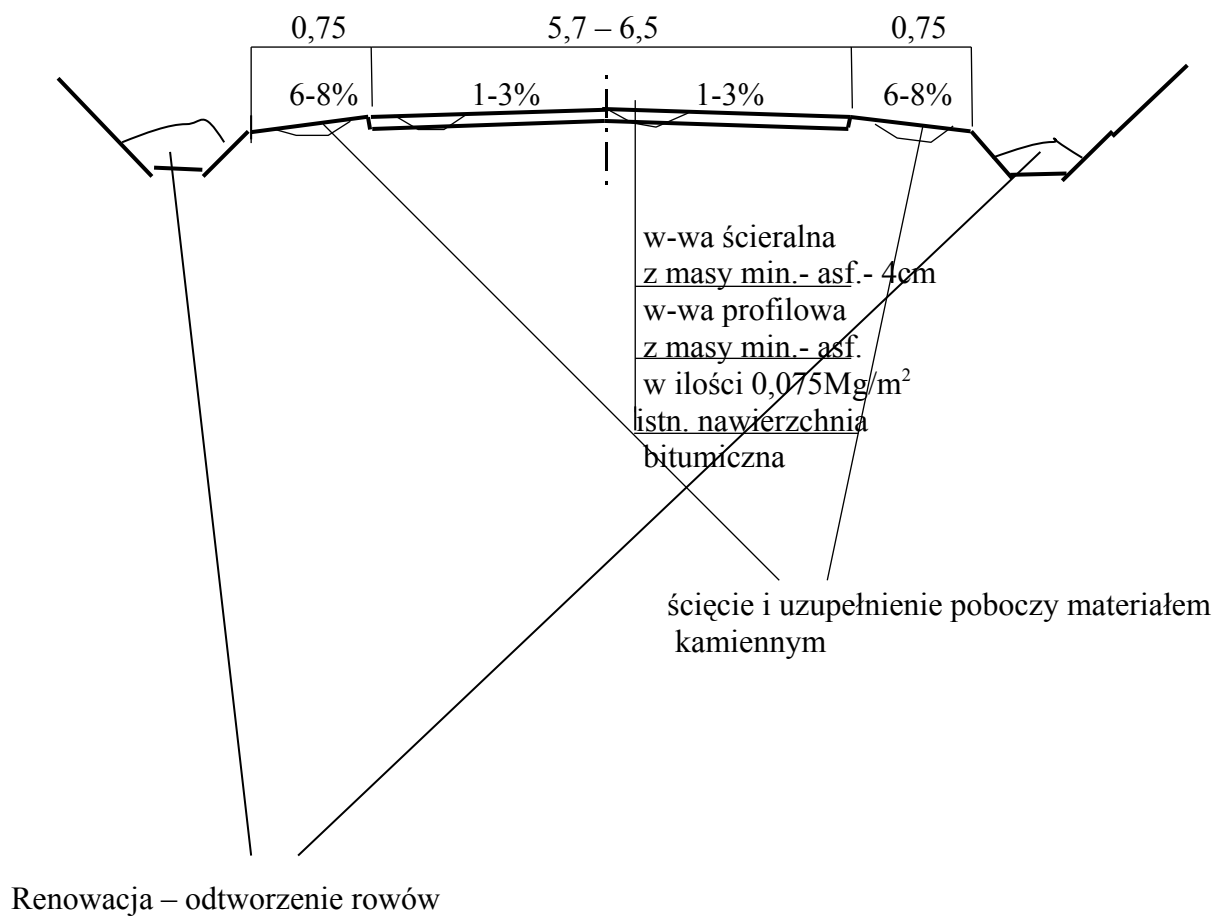 0,75 5,7 – 6,5 0,75
6-8% 1-3% 1-3% 6-8%
w-wa ścieralna
z masy min.- asf.- 4cm
w-wa profilowa
z masy min.- asf.
w ilości 0,075Mg/m²
istn. nawierzchnia
bitumiczna
ścięcie i uzupełnienie poboczy materiałem
kamiennym
Renowacja – odtworzenie rowów